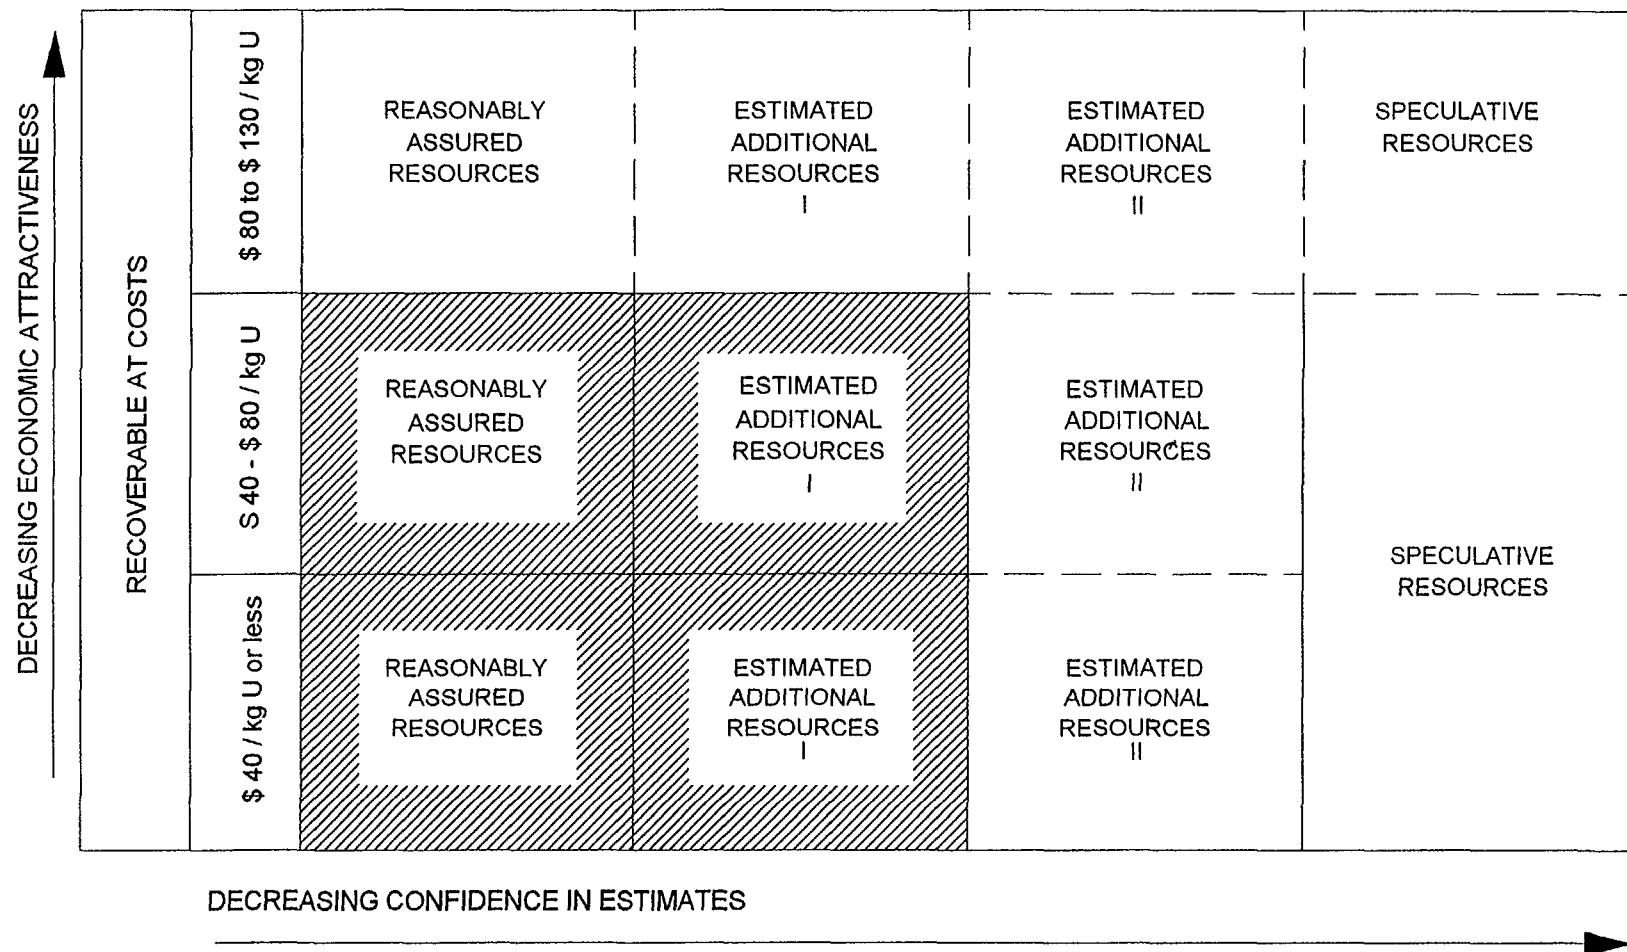 DECREASING ECONOMIC ATTRACTIVENESS
RECOVERABLE AT COSTS
$ 80 to $ 130 / kg U
REASONABLY
ASSURED
RESOURCES
ESTIMATED
ADDITIONAL
RESOURCES
I
ESTIMATED
ADDITIONAL
RESOURCES
II
SPECULATIVE
RESOURCES
S 40 - $ 80 / kg U
REASONABLY
ASSURED
RESOURCES
ESTIMATED
ADDITIONAL
RESOURCES
I
ESTIMATED
ADDITIONAL
RESOURCES
II
SPECULATIVE
RESOURCES
$ 40 / kg U or less
REASONABLY
ASSURED
RESOURCES
ESTIMATED
ADDITIONAL
RESOURCES
I
ESTIMATED
ADDITIONAL
RESOURCES
II
DECREASING CONFIDENCE IN ESTIMATES